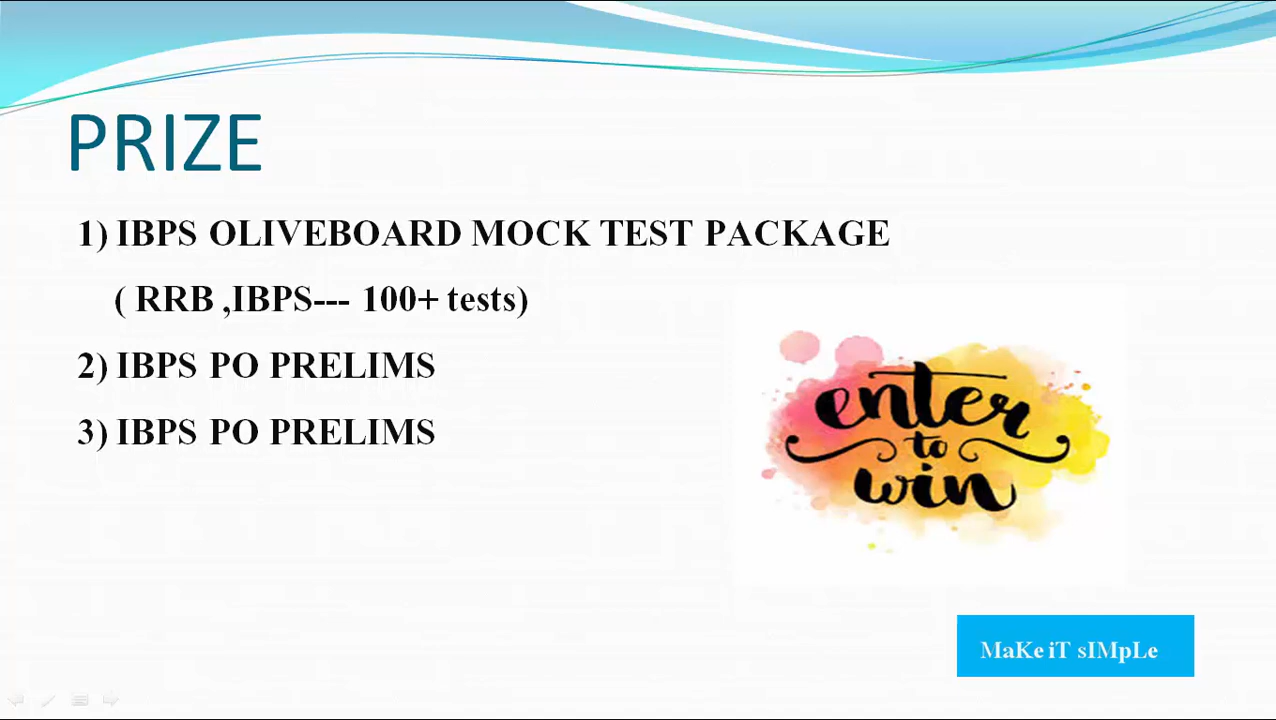 PRIZE
1) IBPS OLIVEBOARD MOCK TEST PACKAGE
( RRB ,IBPS--- 100+ tests)
2) IBPS PO PRELIMS
3) IBPS PO PRELIMS
enter
to
win
MaKe iT sIMpLe